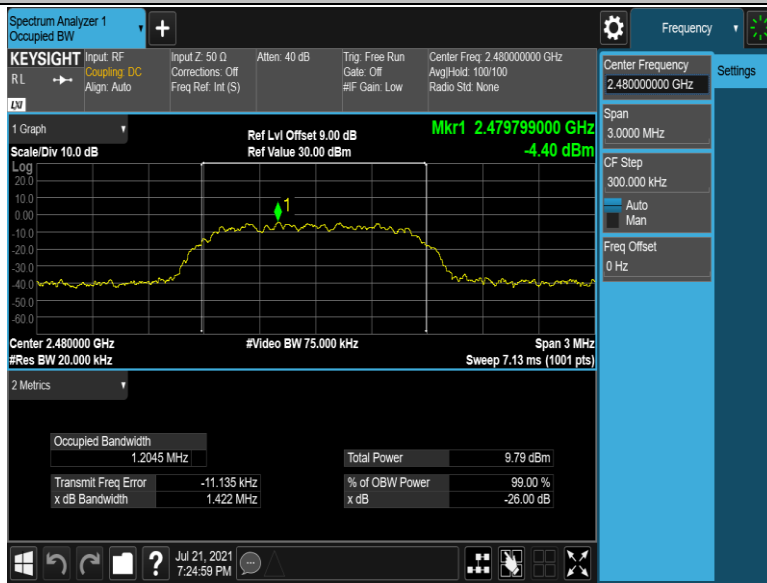 Spectrum Analyzer 1
Occupied BW
Frequency
KEYSIGHT
RL
LXI
Input: RF
Coupling: DC
Align: Auto
Input Z: 50 Ω
Corrections: Off
Freq Ref: Int (S)
Atten: 40 dB
Trig: Free Run
Gate: Off
#IF Gain: Low
Center Freq: 2.480000000 GHz
Avg|Hold: 100/100
Radio Std: None
Center Frequency
2.480000000 GHz
Settings
Span
3.0000 MHz
CF Step
300.000 kHz
Auto
Man
Freq Offset
0 Hz
1 Graph
Scale/Div 10.0 dB
Ref Lvl Offset 9.00 dB
Ref Value 30.00 dBm
Mkr1 2.479799000 GHz
-4.40 dBm
Log
20.0
10.0
0.00
-10.0
-20.0
-30.0
-40.0
-50.0
-60.0
1
Center 2.480000 GHz
#Res BW 20.000 kHz
#Video BW 75.000 kHz
Span 3 MHz
Sweep 7.13 ms (1001 pts)
2 Metrics
Occupied Bandwidth
1.2045 MHz
Total Power 9.79 dBm
Transmit Freq Error -11.135 kHz
% of OBW Power 99.00 %
x dB Bandwidth 1.422 MHz
x dB -26.00 dB
?
Jul 21, 2021
7:24:59 PM